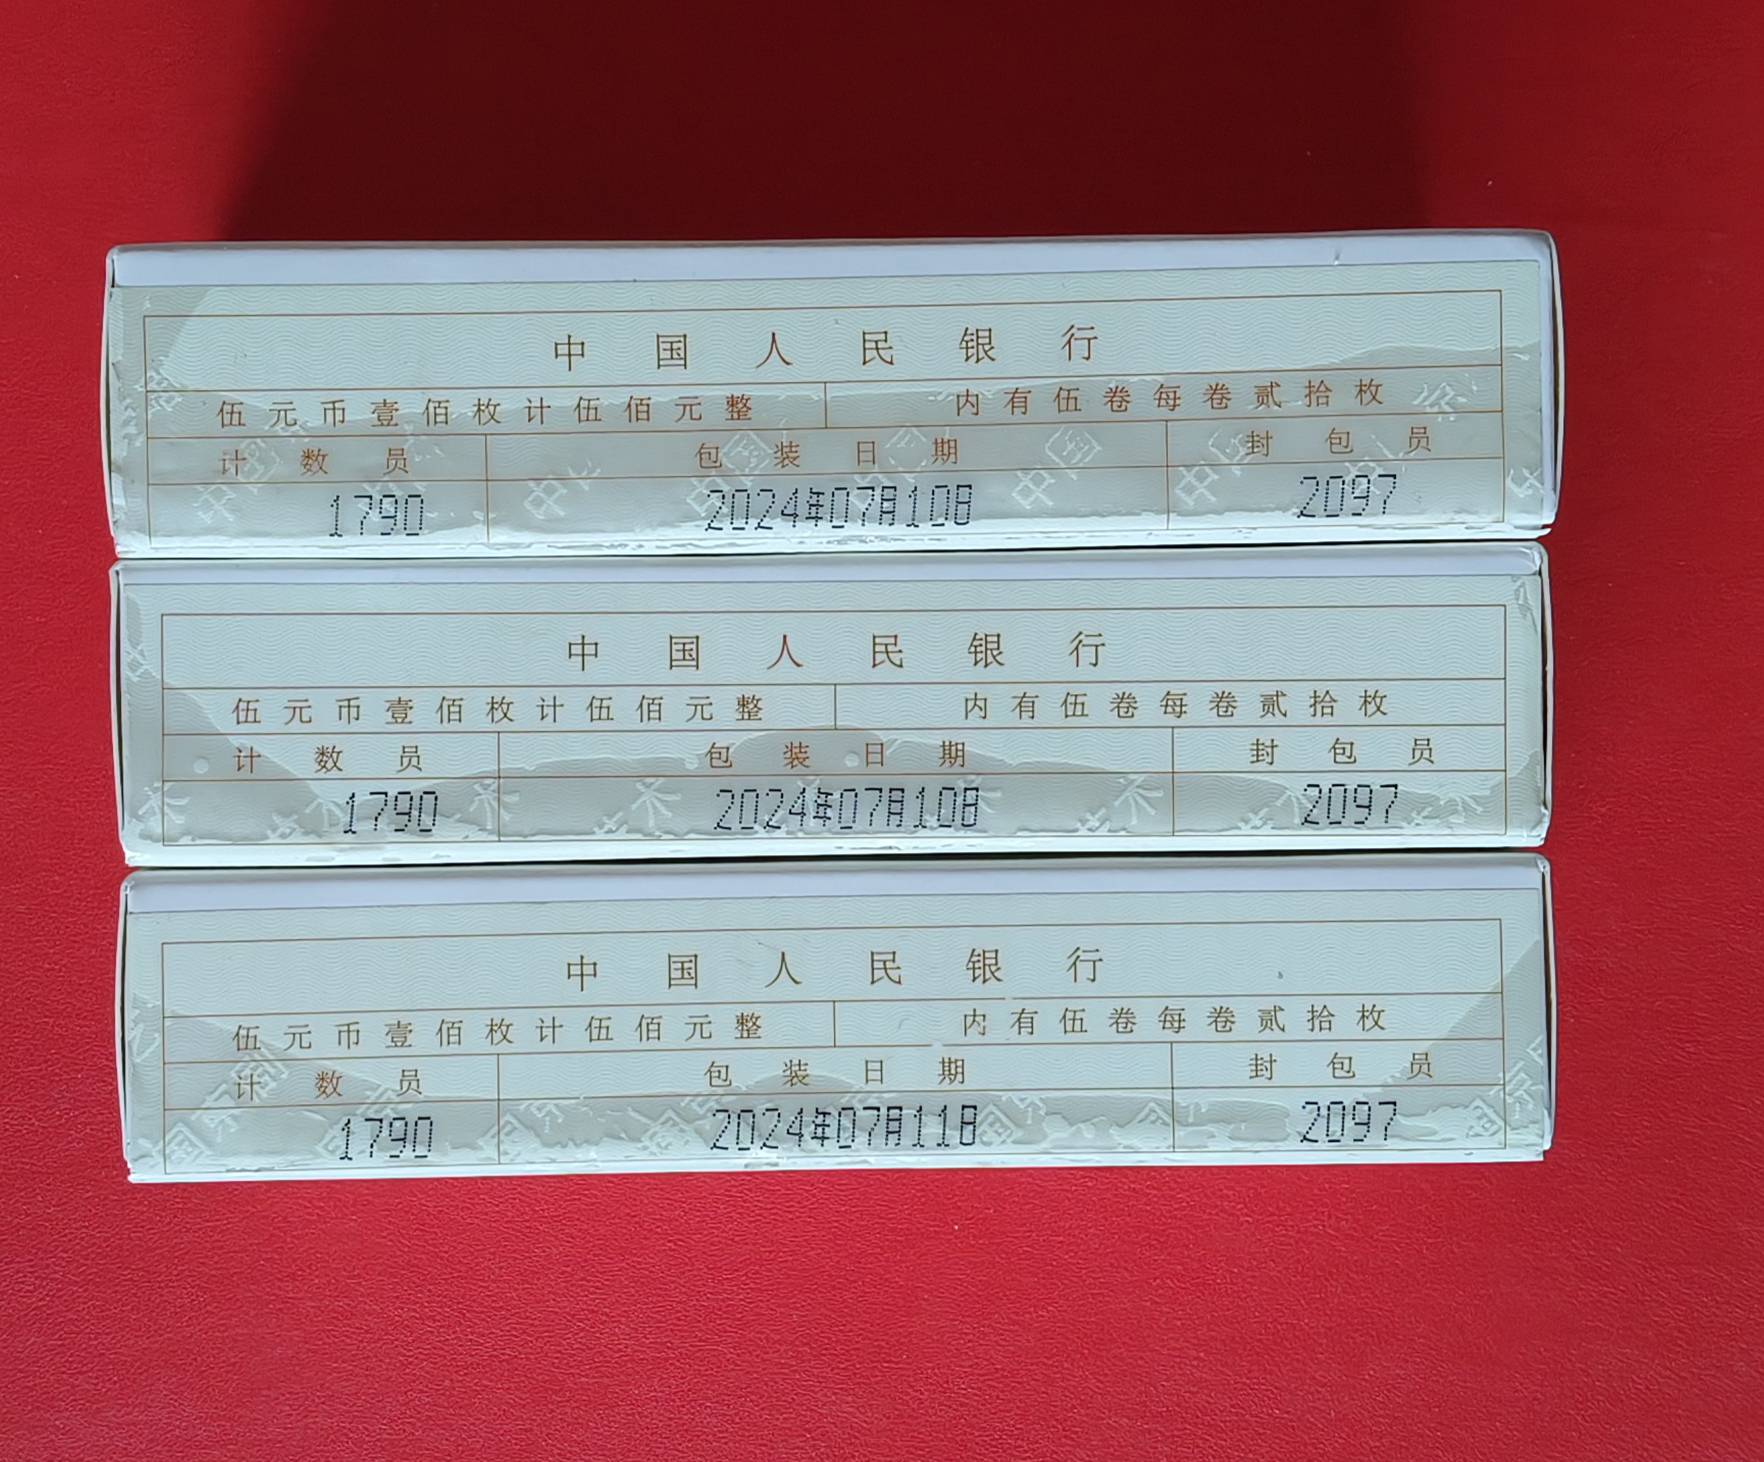 中国人民银行
伍元币壹佰枚计伍佰元整 内有伍卷每卷贰拾枚
计数员 包装日期 封包员
1790 2024年07月10日 2097
中国人民银行
伍元币壹佰枚计伍佰元整 内有伍卷每卷贰拾枚
计数员 包装日期 封包员
1790 2024年07月10日 2097
中国人民银行
伍元币壹佰枚计伍佰元整 内有伍卷每卷贰拾枚
计数员 包装日期 封包员
1790 2024年07月11日 2097